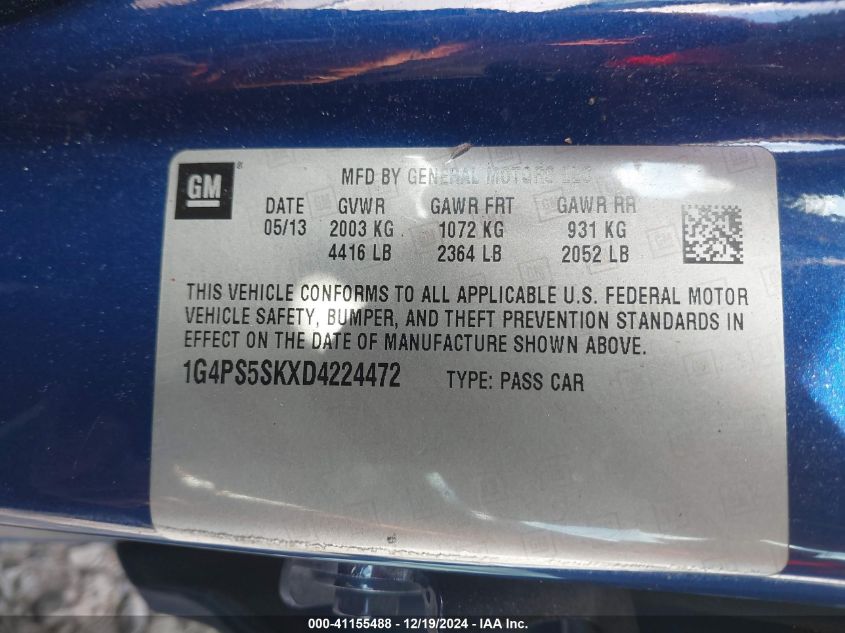 GM®
MFD BY GENERAL MOTORS LLC
DATE GVWR GAWR FRT GAWR RR
05/13 2003 KG 1072 KG 931 KG
4416 LB 2364 LB 2052 LB
THIS VEHICLE CONFORMS TO ALL APPLICABLE U.S. FEDERAL MOTOR
VEHICLE SAFETY, BUMPER, AND THEFT PREVENTION STANDARDS IN
EFFECT ON THE DATE OF MANUFACTURE SHOWN ABOVE.
1G4PS5SKXD4224472 TYPE: PASS CAR
000-41155488 - 12/19/2024 - IAAI.com